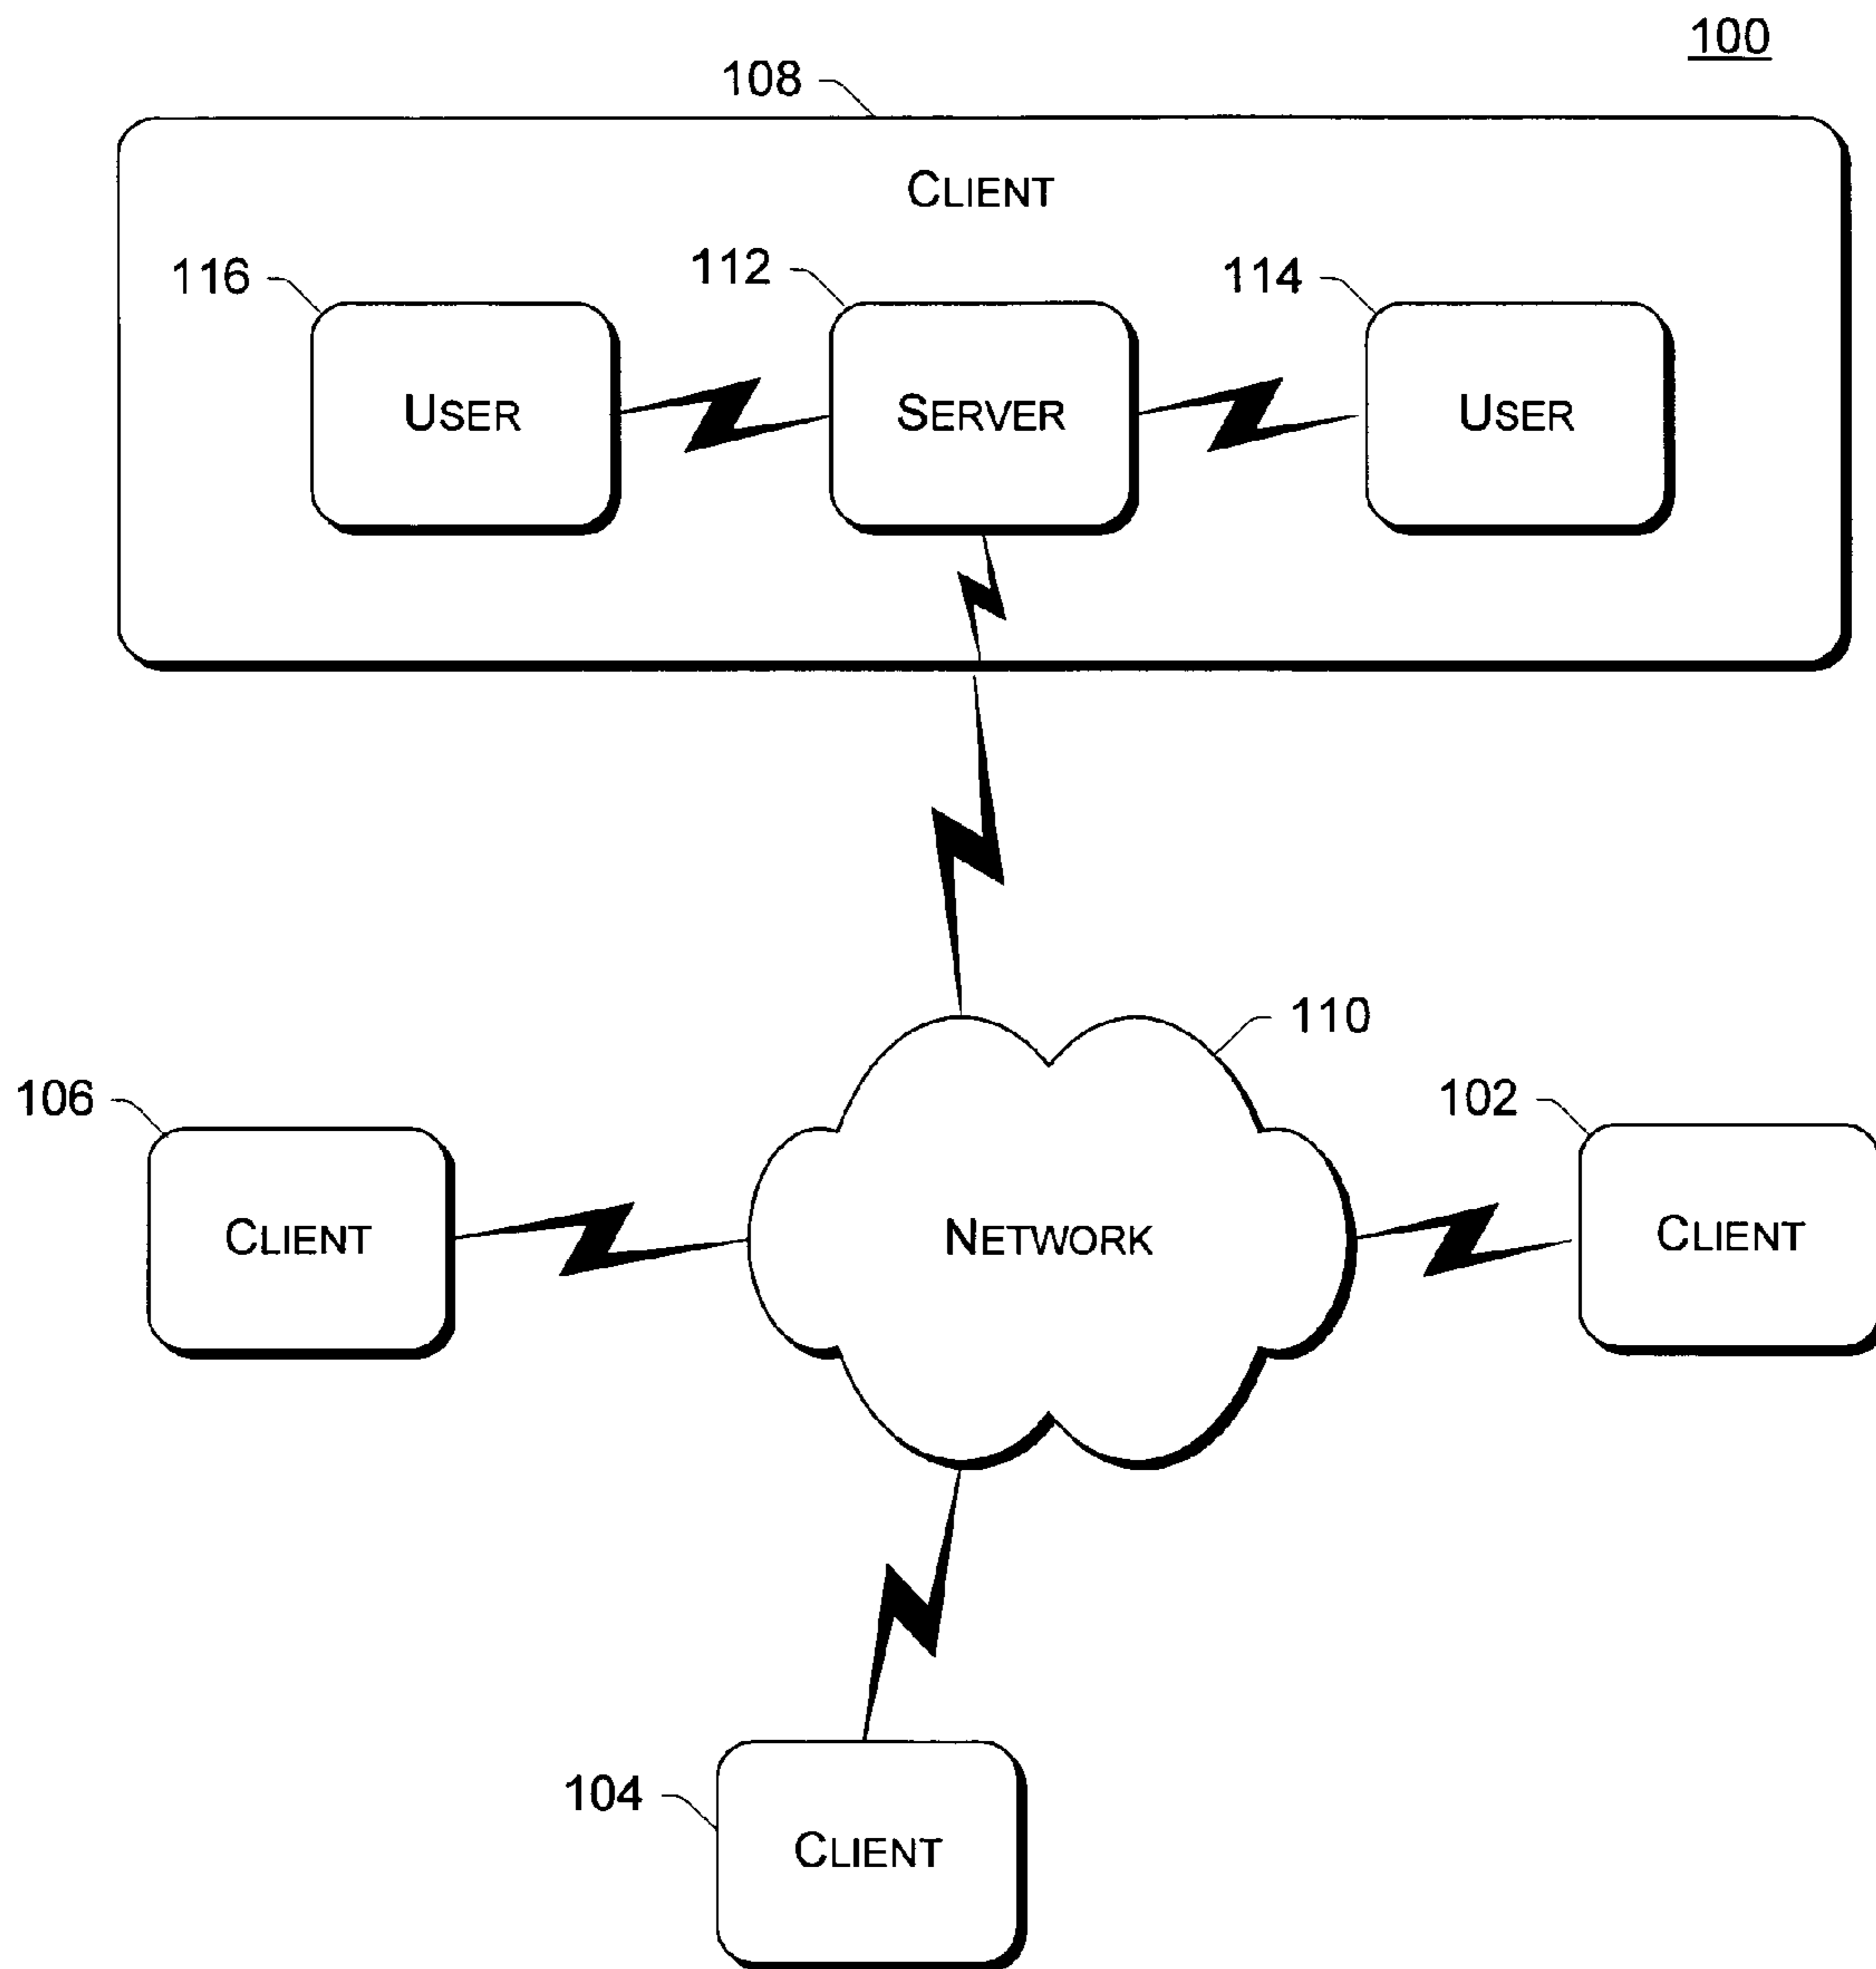 100
108
CLIENT
116
112
114
USER
SERVER
USER
110
106
102
CLIENT
NETWORK
CLIENT
104
CLIENT